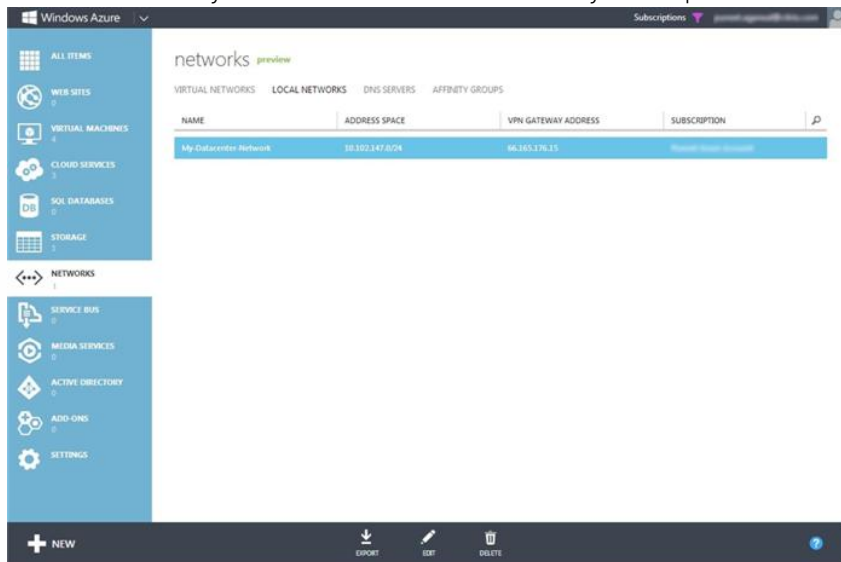 Windows Azure
Subscriptions
ALL ITEMS
WEB SITES
0
VIRTUAL MACHINES
4
CLOUD SERVICES
3
DB
SQL DATABASES
0
STORAGE
1
NETWORKS
1
SERVICE BUS
0
MEDIA SERVICES
0
ACTIVE DIRECTORY
0
ADD-ONS
0
SETTINGS
networks preview
VIRTUAL NETWORKS LOCAL NETWORKS DNS SERVERS AFFINITY GROUPS
NAME ADDRESS SPACE VPN GATEWAY ADDRESS SUBSCRIPTION
My-Datacenter-Network 10.102.147.0/24 66.165.176.15
NEW
EXPORT EDIT DELETE
?